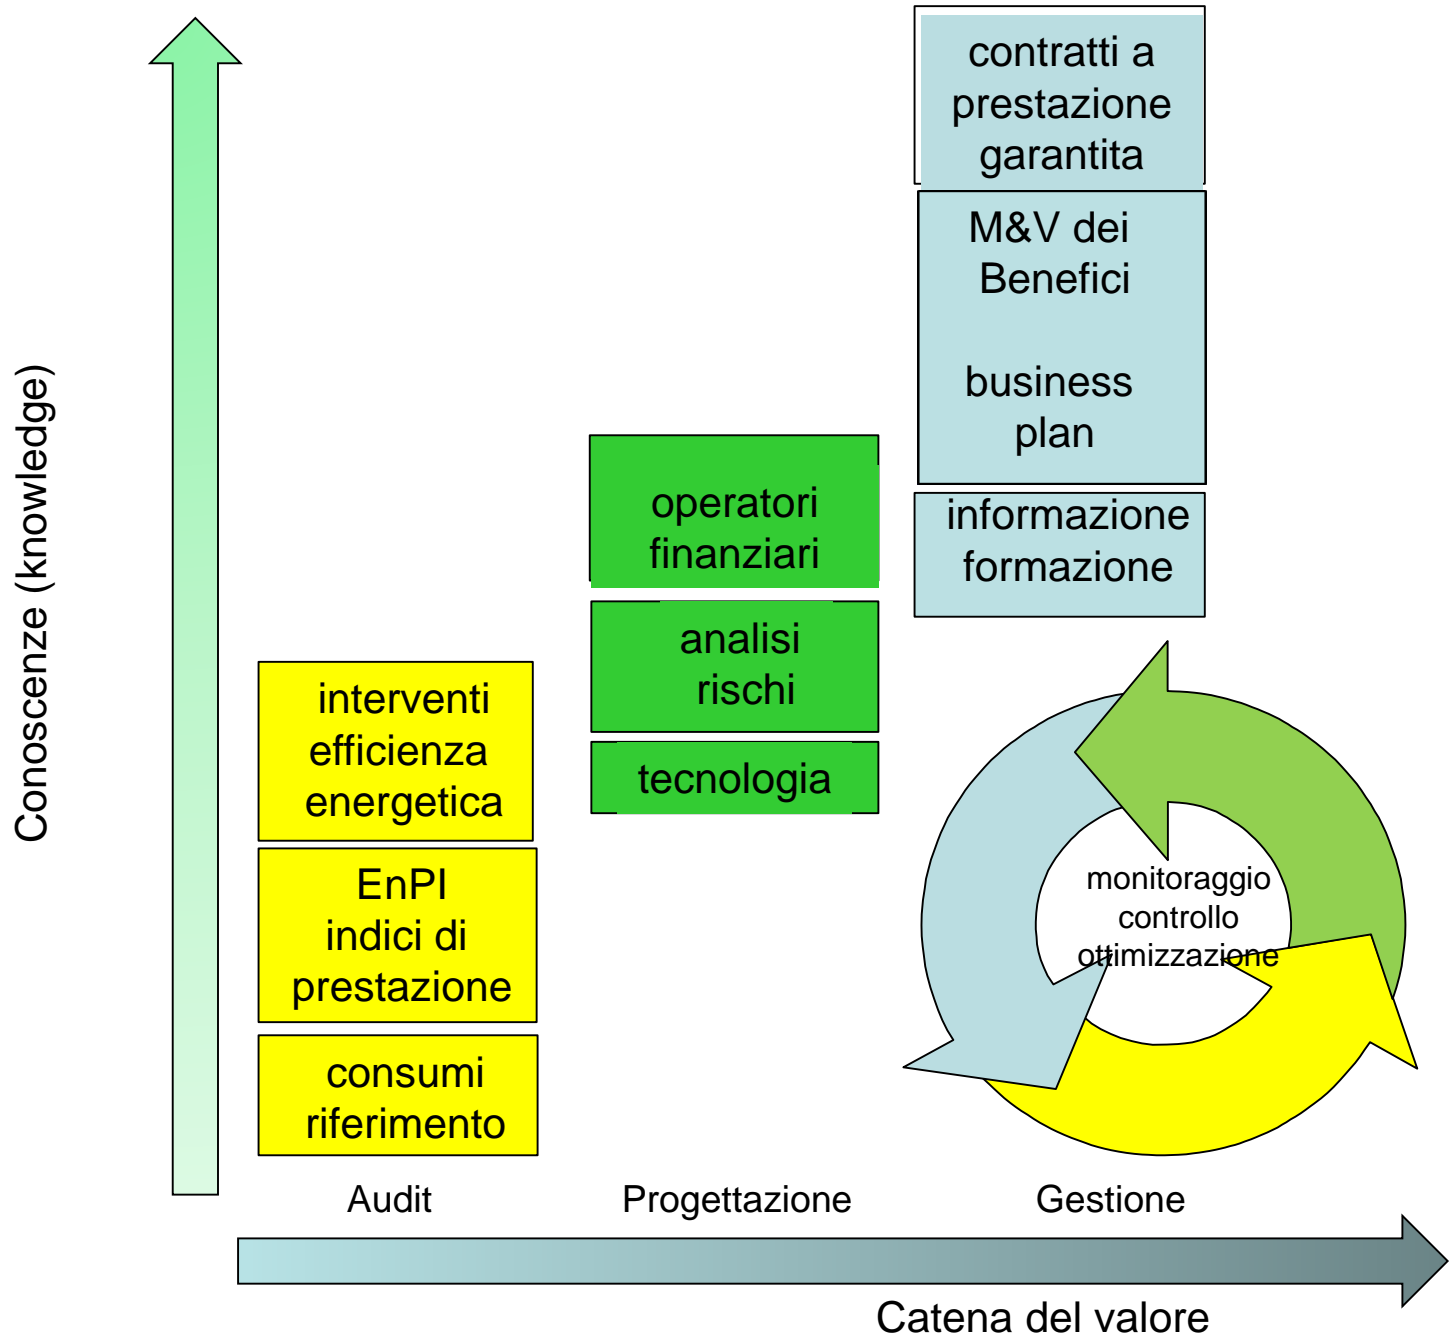 Conoscenze (knowledge)
contratti a
prestazione
garantita
M&V dei
Benefici
business
plan
informazione
formazione
operatori
finanziari
analisi
rischi
tecnologia
interventi
efficienza
energetica
EnPI
indici di
prestazione
consumi
riferimento
monitoraggio
controllo
ottimizzazione
Audit
Progettazione
Gestione
Catena del valore